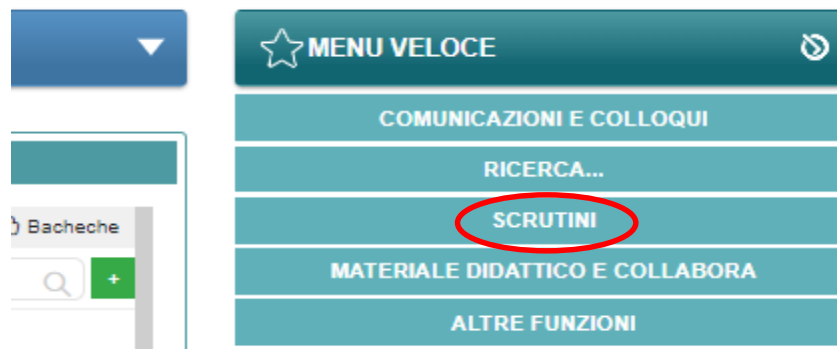 MENU VELOCE
COMUNICAZIONI E COLLOQUI
RICERCA...
SCRUTINI
MATERIALE DIDATTICO E COLLABORA
ALTRE FUNZIONI
Bacheche
+